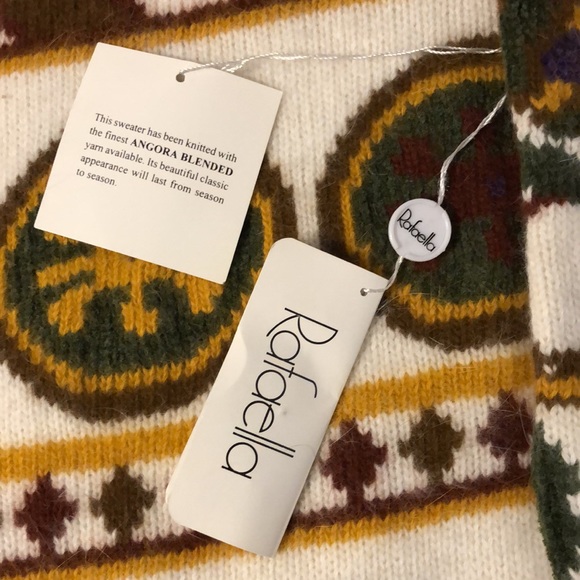 This sweater has been knitted with
the finest ANGORA BLENDED
yarn available. Its beautiful classic
appearance will last from season
to season.
Rafaella
Rafaella